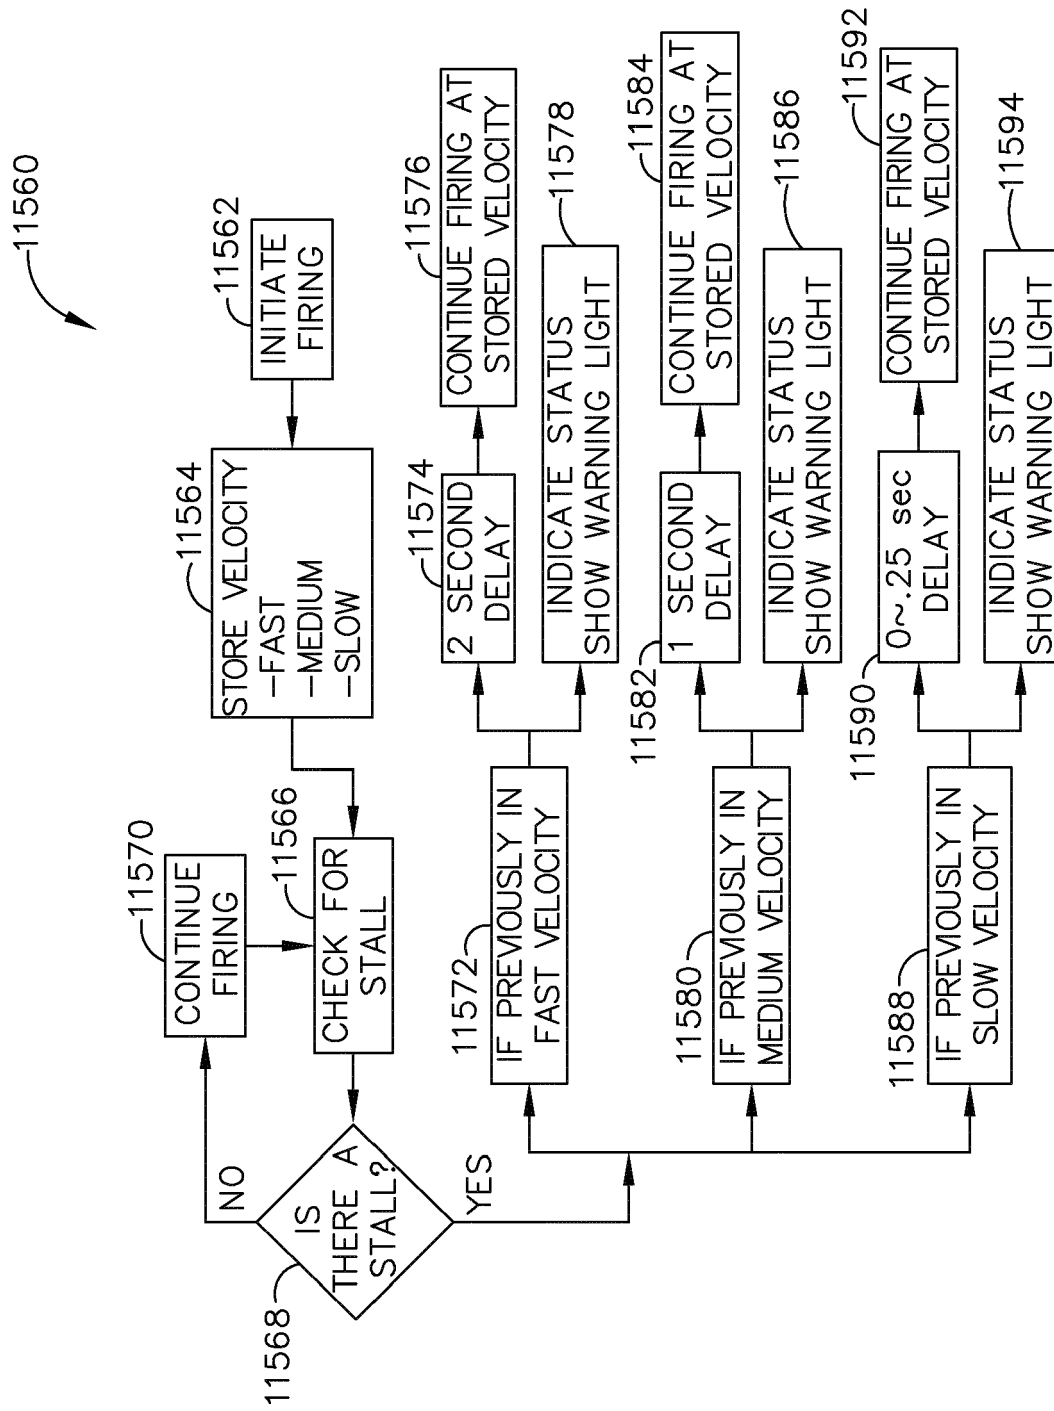 11560
11562
INITIATE
FIRING
11564
STORE VELOCITY
–FAST
–MEDIUM
–SLOW
11566
CHECK FOR
STALL
11570
CONTINUE
FIRING
11568
IS
THERE A
STALL?
NO
YES
11572
IF PREVIOUSLY IN
FAST VELOCITY
11574
2 SECOND
DELAY
11576
CONTINUE FIRING AT
STORED VELOCITY
11578
INDICATE STATUS
SHOW WARNING LIGHT
11580
IF PREVIOUSLY IN
MEDIUM VELOCITY
11582
1 SECOND
DELAY
11584
CONTINUE FIRING AT
STORED VELOCITY
11586
INDICATE STATUS
SHOW WARNING LIGHT
11588
IF PREVIOUSLY IN
SLOW VELOCITY
11590
0~.25 sec
DELAY
11592
CONTINUE FIRING AT
STORED VELOCITY
11594
INDICATE STATUS
SHOW WARNING LIGHT